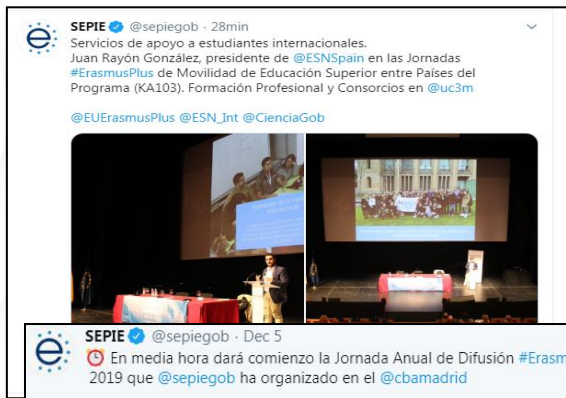 SEPIE @sepiegob · 28min
Servicios de apoyo a estudiantes internacionales.
Juan Rayón González, presidente de @ESNSpain en las Jornadas
#ErasmusPlus de Movilidad de Educación Superior entre Países del
Programa (KA103). Formación Profesional y Consorcios en @uc3m
@EUErasmusPlus @ESN_Int @CienciaGob
SEPIE @sepiegob · Dec 5
En media hora dará comienzo la Jornada Anual de Difusión #Erasm
2019 que @sepiegob ha organizado en el @cbamadrid